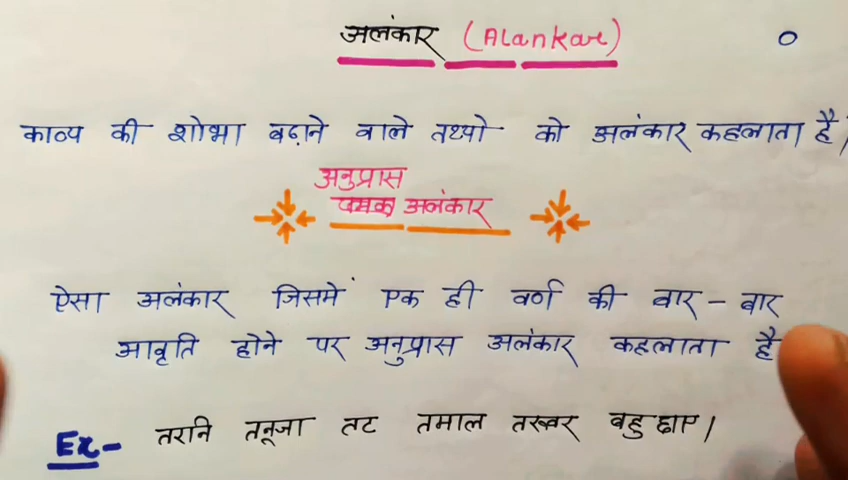 अलंकार (Alankar)
काव्य की शोभा बढ़ाने वाले तथ्यो को अलंकार कहलाता है।
अनुप्रास
अलंकार
ऐसा अलंकार जिसमें एक ही वर्ण की बार - बार
आवृति होने पर अनुप्रास अलंकार कहलाता है
Ex- तरनि तनूजा तट तमाल तरुवर बहु छाए।